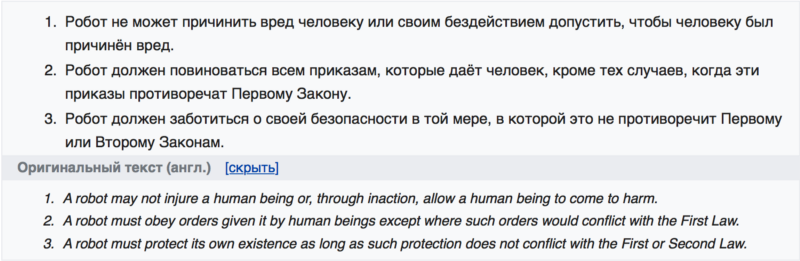 1. Робот не может причинить вред человеку или своим бездействием допустить, чтобы человеку был
причинён вред.
2. Робот должен повиноваться всем приказам, которые даёт человек, кроме тех случаев, когда эти
приказы противоречат Первому Закону.
3. Робот должен заботиться о своей безопасности в той мере, в которой это не противоречит Первому
или Второму Законам.
Оригинальный текст (англ.) [скрыть]
1. A robot may not injure a human being or, through inaction, allow a human being to come to harm.
2. A robot must obey orders given it by human beings except where such orders would conflict with the First Law.
3. A robot must protect its own existence as long as such protection does not conflict with the First or Second Law.